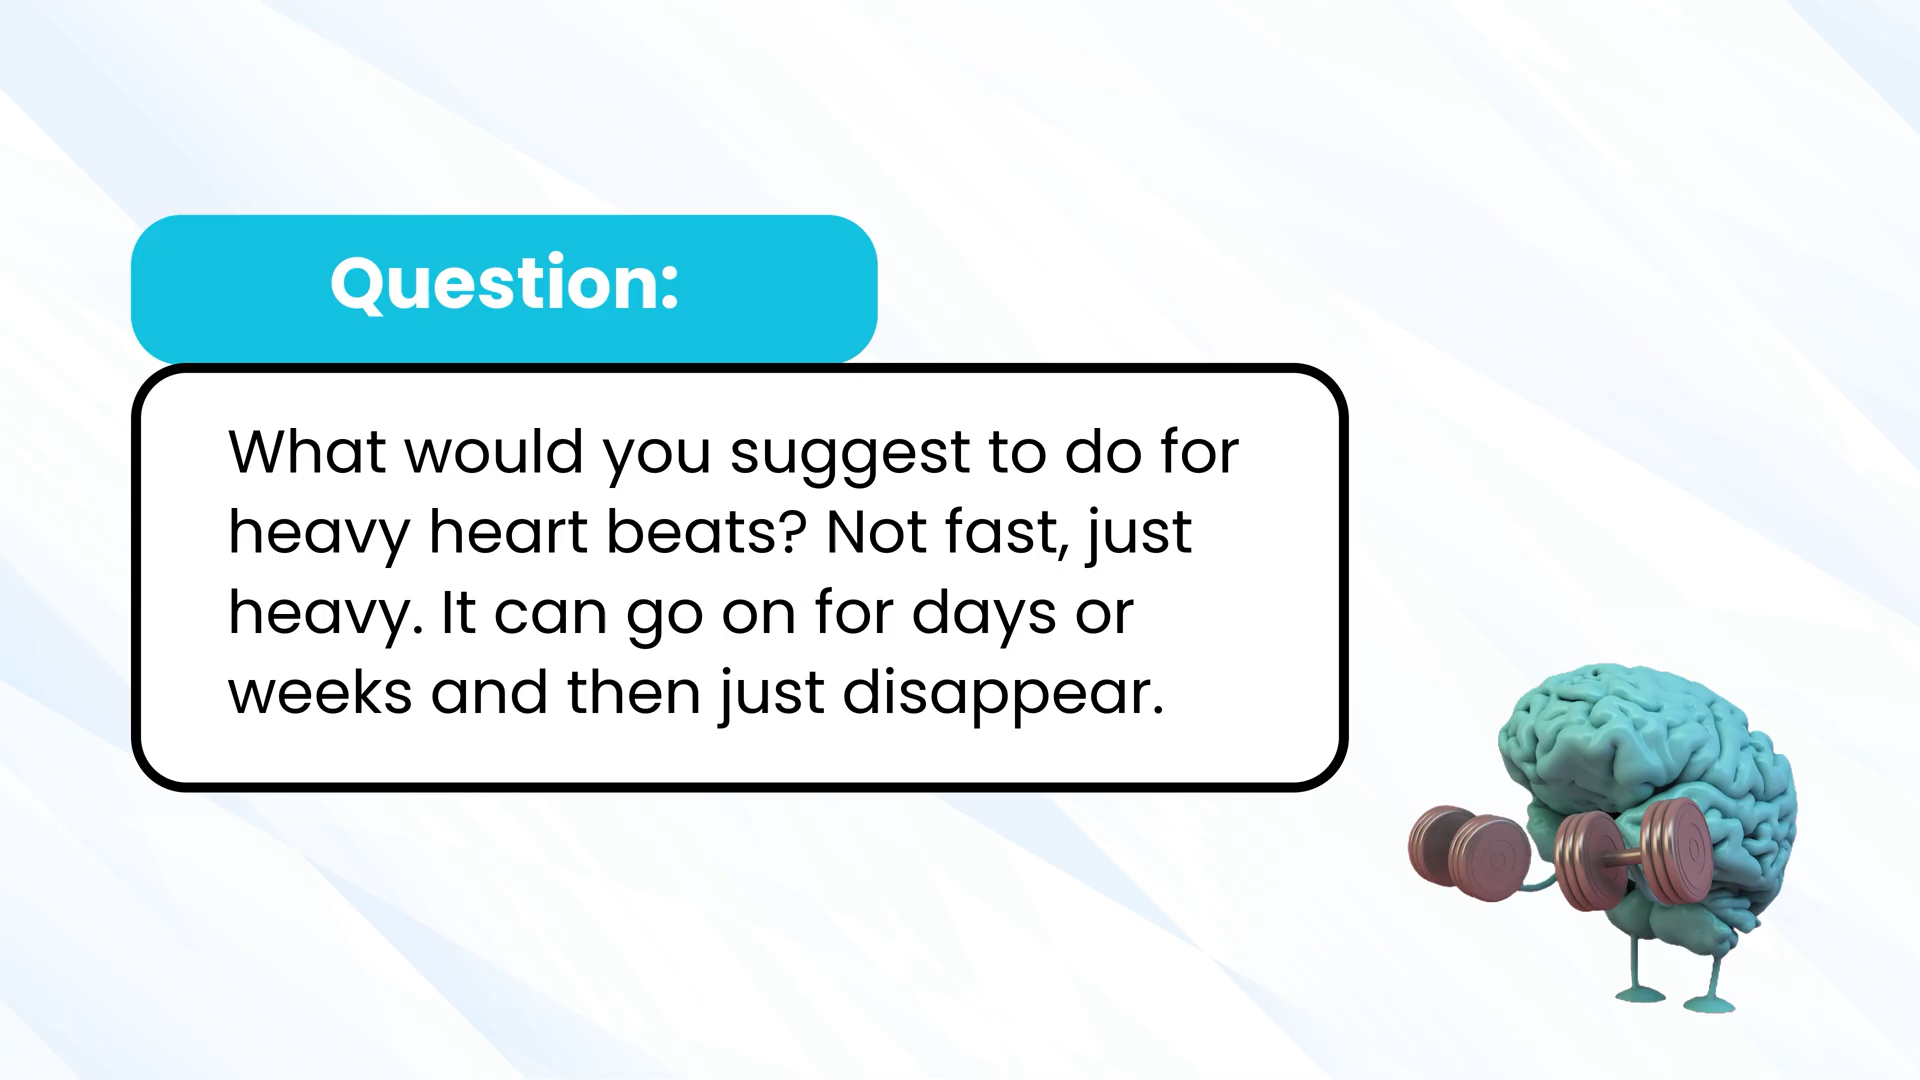 Question:
What would you suggest to do for
heavy heart beats? Not fast, just
heavy. It can go on for days or
weeks and then just disappear.